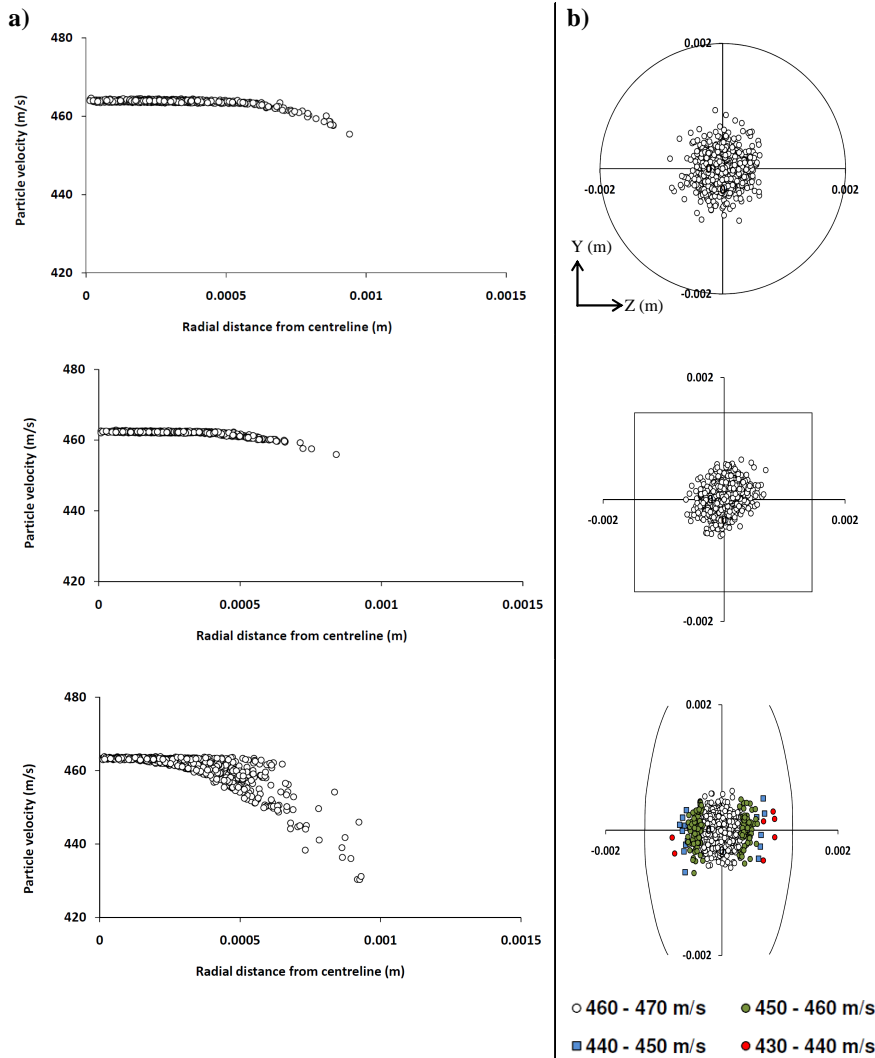 a)
480
460
440
420
0
0.0005
0.001
0.0015
Particle velocity (m/s)
Radial distance from centreline (m)
480
460
440
420
0
0.0005
0.001
0.0015
Particle velocity (m/s)
Radial distance from centreline (m)
480
460
440
420
0
0.0005
0.001
0.0015
Particle velocity (m/s)
Radial distance from centreline (m)
b)
0.002
-0.002
0.002
-0.002
Y (m)
Z (m)
0.002
-0.002
0.002
-0.002
0.002
-0.002
0.002
-0.002
460 - 470 m/s
450 - 460 m/s
440 - 450 m/s
430 - 440 m/s